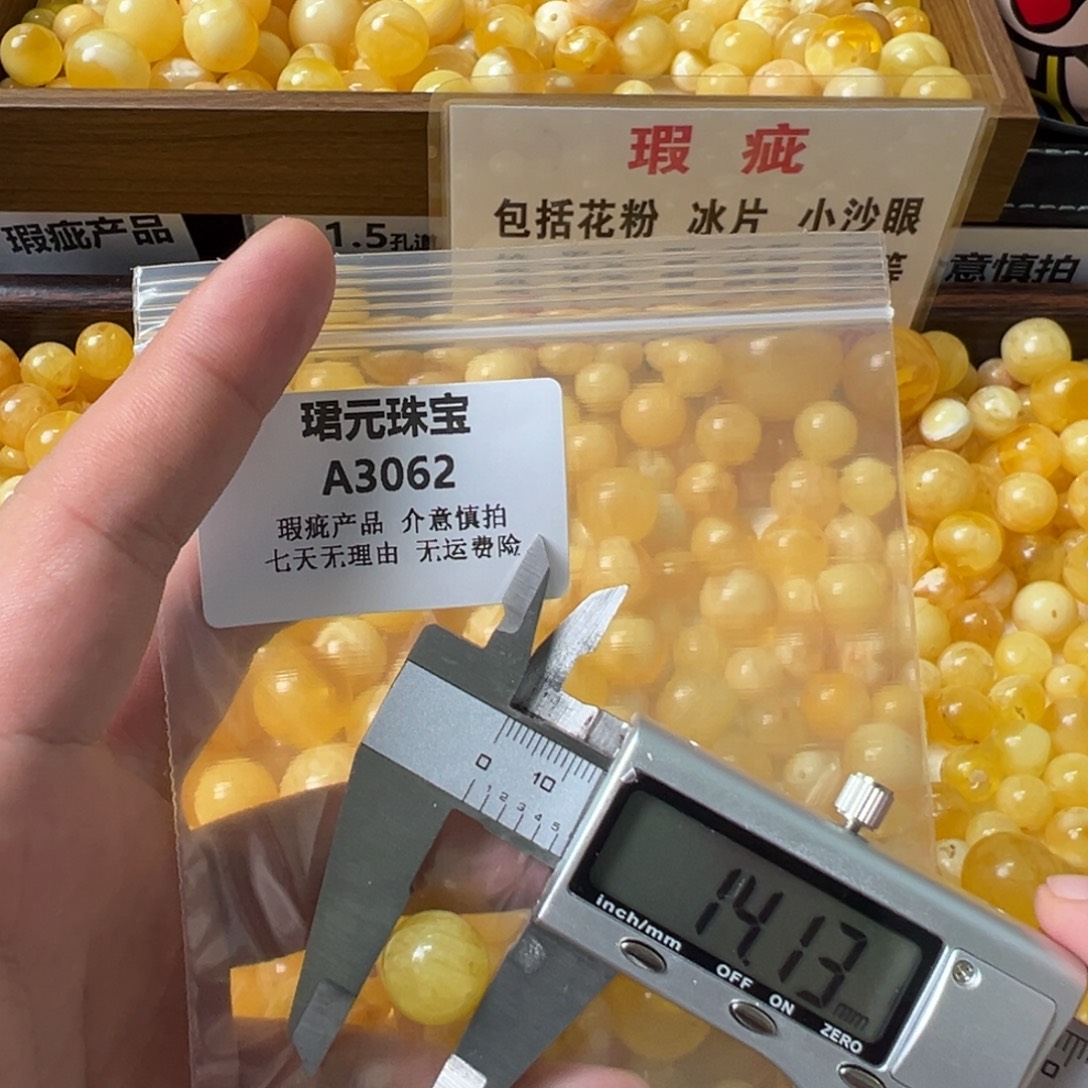 瑕 疵
包括花粉 冰片 小沙眼
等
瑕疵产品
1.5孔道
意慎拍
珺元珠宝
A3062
瑕疵产品 介意慎拍
七天无理由 无运费险
0 10
1 2 3 4 5
14.13 mm
inch/mm
OFF ON
ZERO